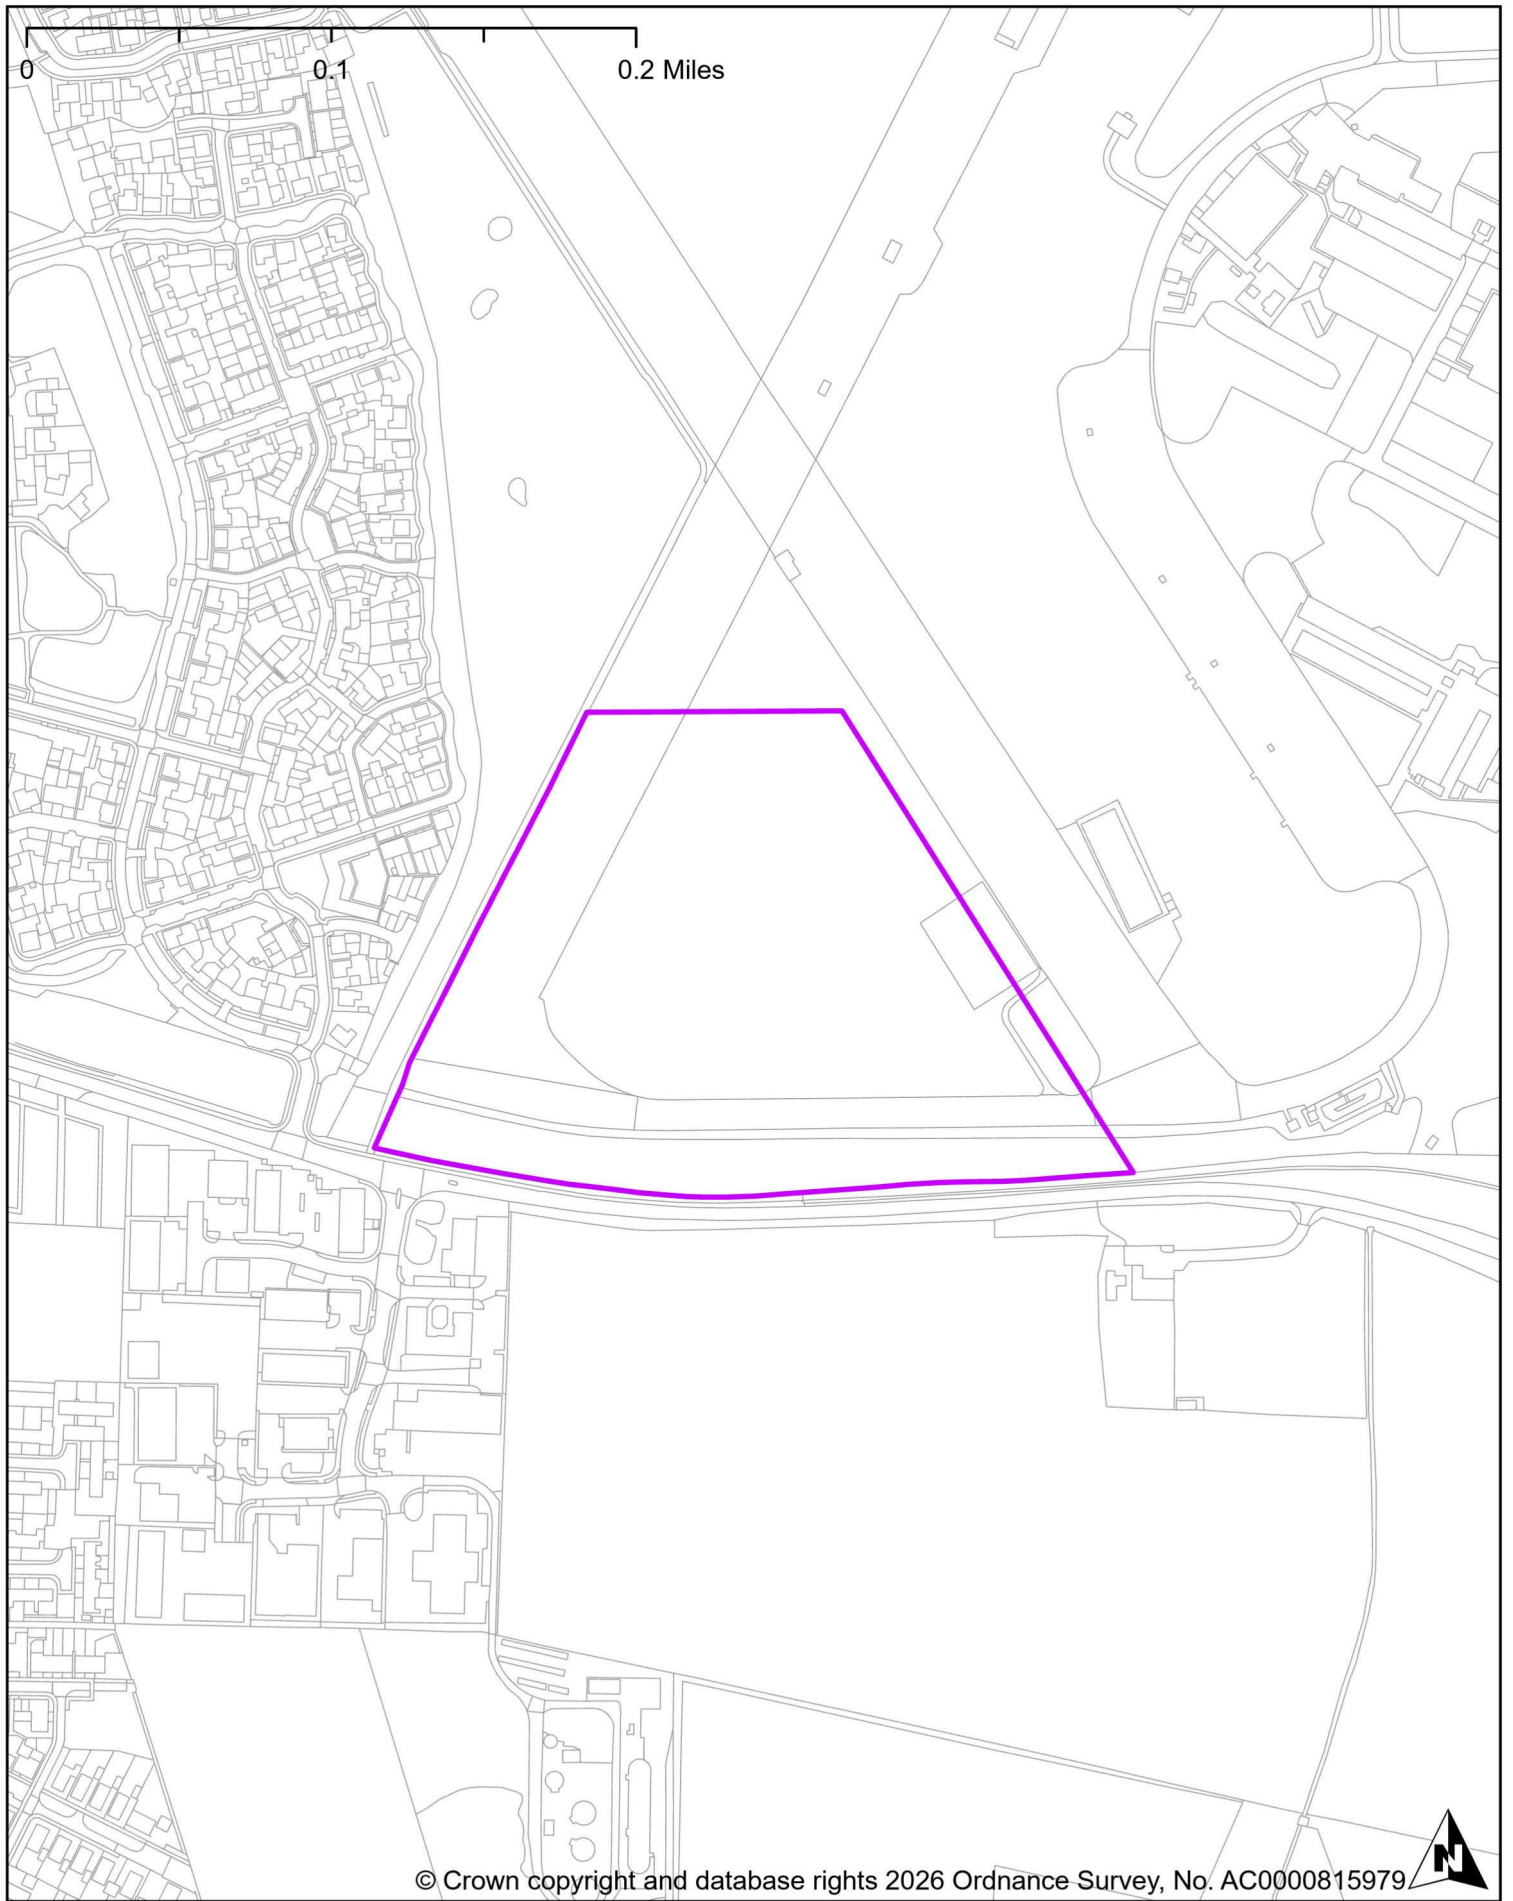 0 0.1 0.2 Miles
© Crown copyright and database rights 2026 Ordnance Survey, No. AC0000815979
N